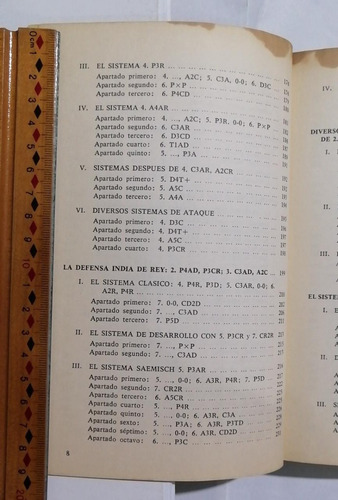 III. EL SISTEMA 4. P3R
Apartado primero: 4. ..., A2C; 5. C3A, 0-0; 6. D3C
Apartado segundo: 6. P×P
Apartado tercero: 6. P4CD
IV. EL SISTEMA 4. A4AR
Apartado primero: 4. ..., A2C; 5. P3R, 0-0; 6. P×P
Apartado segundo: 6. C3AR
Apartado tercero: 6. D3CD
Apartado cuarto: 6. T1AD
Apartado quinto: 5. ..., P3A
V. SISTEMAS DESPUES DE 4. C3AR, A2CR
Apartado primero: 5. D4T+
Apartado segundo: 5. A5C
Apartado tercero: 5. A4A
VI. DIVERSOS SISTEMAS DE ATAQUE
Apartado primero: 4. D3C
Apartado segundo: 4. D4T+
Apartado tercero: 4. A5C
Apartado cuarto: 4. P3CR
LA DEFENSA INDIA DE REY: 2. P4AD, P3CR; 3. C3AD, A2C ... 199
I. EL SISTEMA CLASICO: 4. P4R, P3D; 5. C3AR, 0-0; 6.
A2R, P4R
Apartado primero: 7. 0-0, CD2D
Apartado segundo: 7. ..., C3AD
Apartado tercero: 7. P5D
II. EL SISTEMA DE DESARROLLO CON 5. P3CR y 7. CR2R
Apartado primero: 7. ..., P×P
Apartado segundo: 7. ..., C3AD
III. EL SISTEMA SAEMISCH 5. P3AR
Apartado primero: 5. ..., 0-0; 6. A3R, P4R; 7. P5D
Apartado segundo: 7. CR2R
Apartado tercero: 6. A5CR
Apartado cuarto: 5. ..., P4R
Apartado quinto: 5. ..., 0-0; 6. A3R, C3A
Apartado sexto: 5. ..., P3A; 6. A3R, P3TD
Apartado séptimo: 5. ..., 0-0; 6. A3R, CD2D
Apartado octavo: 6. ..., P3C
8
IV.
DIVERSO
DE 2.
I.
II.
III.
EL SISTE
I.
II.
III.